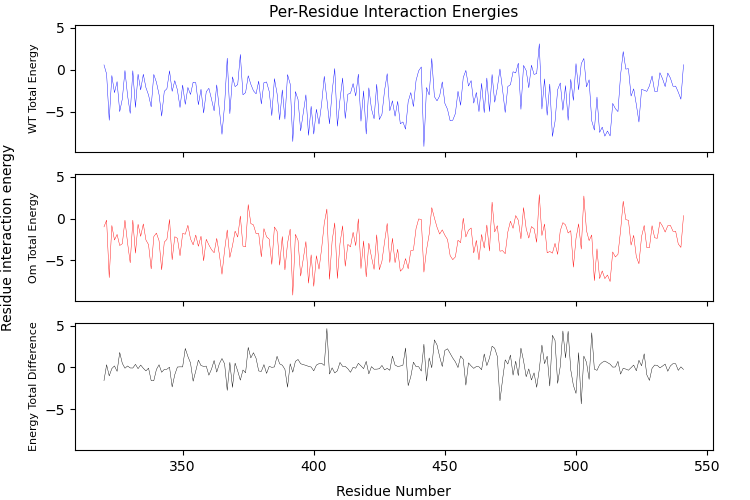 Per-Residue Interaction Energies
Residue interaction energy
WT Total Energy
5
0
−5
Om Total Energy
5
0
−5
Energy Total Difference
5
0
−5
350 400 450 500 550
Residue Number